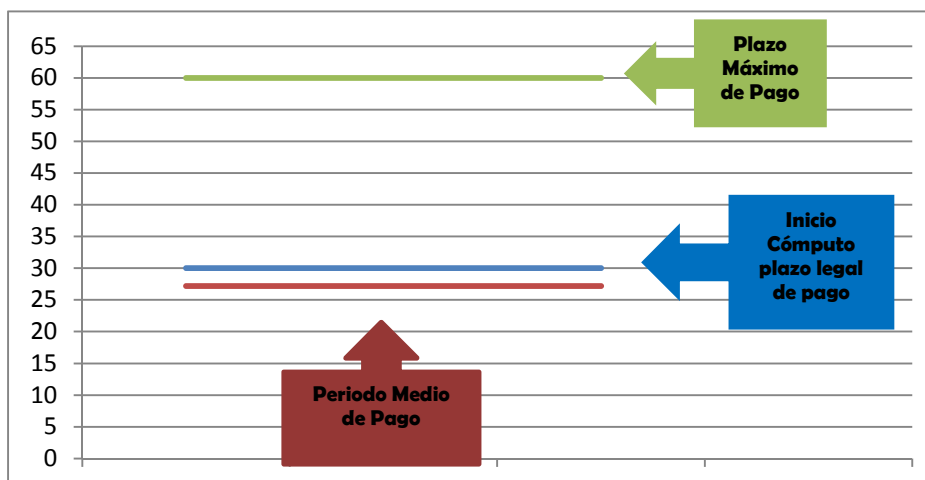 65
60
55
50
45
40
35
30
25
20
15
10
5
0
Plazo
Máximo
de Pago
Inicio
Cómputo
plazo legal
de pago
Periodo Medio
de Pago